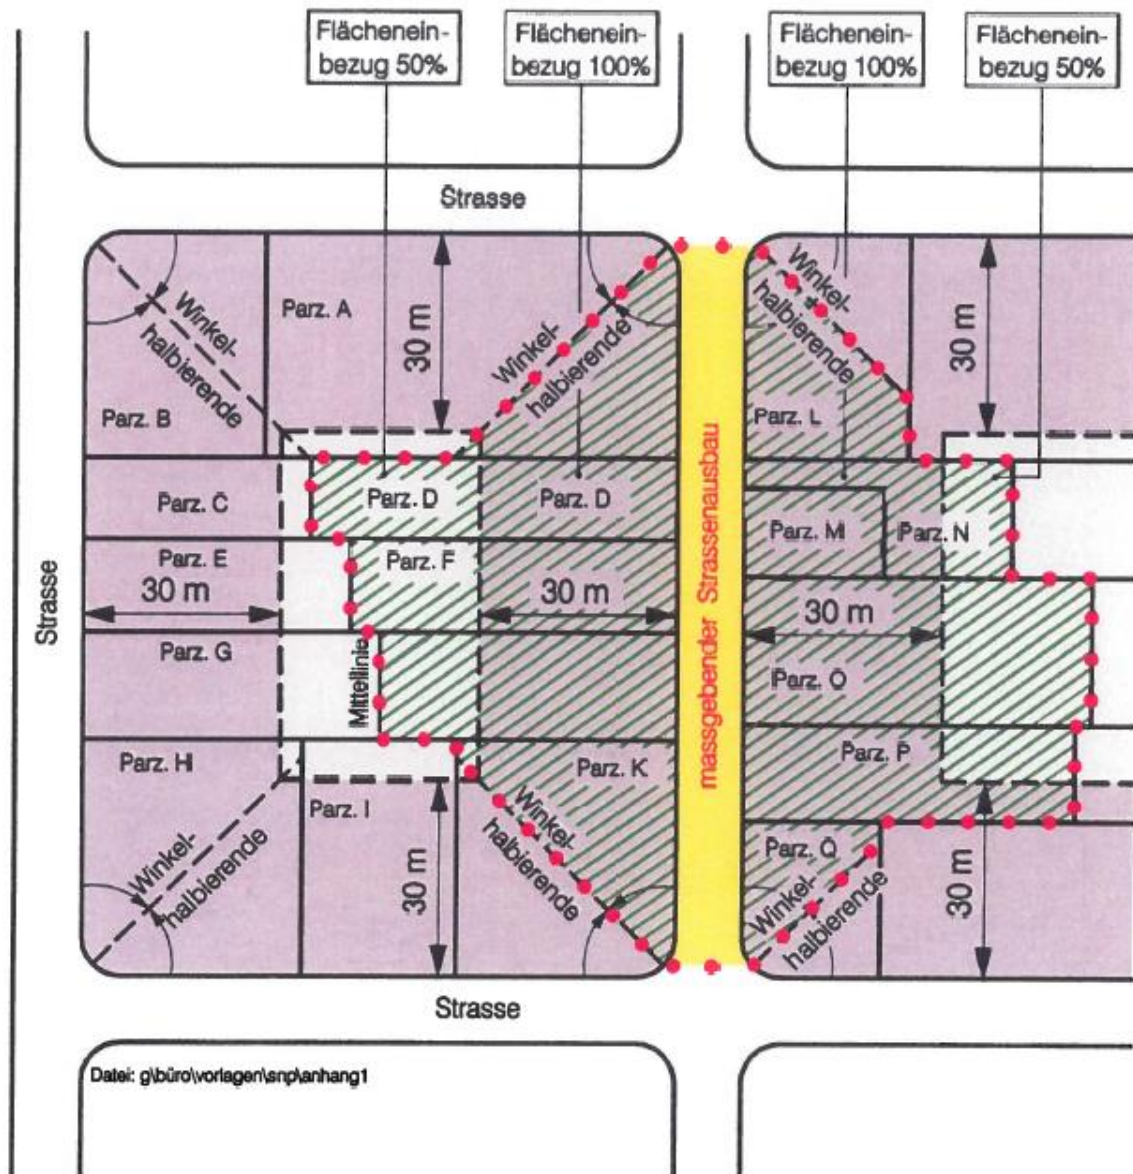 Flächenein-
bezug 50%
Flächenein-
bezug 100%
Flächenein-
bezug 100%
Flächenein-
bezug 50%
Strasse
Winkel-
halbierende
Parz. A
30 m
Winkel-
halbierende
Winkel-
halbierende
30 m
Parz. B
Parz. L
Parz. C
Parz. D
Parz. D
Parz. M
Parz. N
Parz. E
Parz. F
30 m
30 m
30 m
Strasse
Parz. G
Mittellinie
massgebender Strassenausbau
Parz. O
Parz. H
Parz. I
Parz. K
Parz. P
Winkel-
halbierende
30 m
Winkel-
halbierende
Parz. Q
Winkel-
halbierende
30 m
Strasse
Datei: g\büro\vorlagen\snp\anhang1